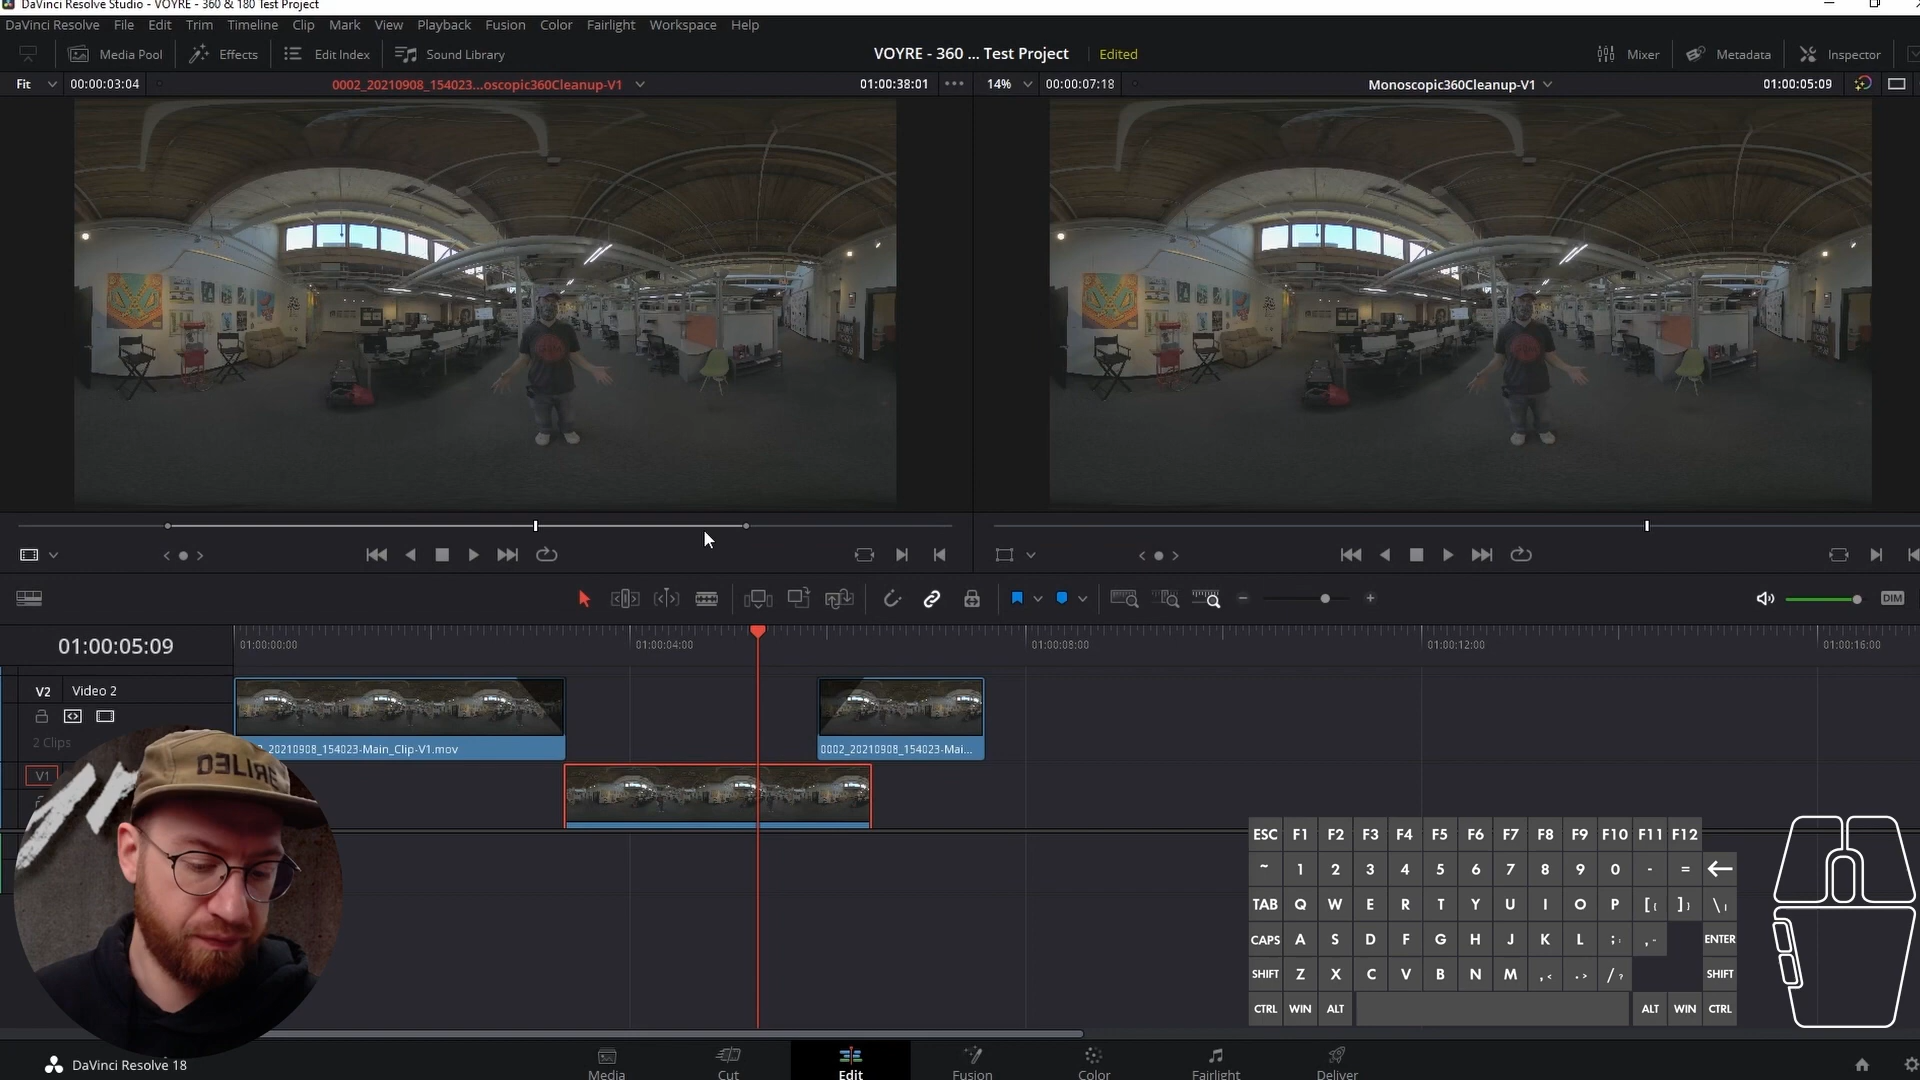 DaVinci Resolve Studio - VOYRE - 360 & 180 Test Project
DaVinci Resolve File Edit Trim Timeline Clip Mark View Playback Fusion Color Fairlight Workspace Help
Media Pool Effects Edit Index Sound Library VOYRE - 360 ... Test Project Edited Mixer Metadata Inspector
Fit 00:00:03:04 0002_20210908_154023...oscopic360Cleanup-V1 01:00:38:01 ••• 14% 00:00:07:18 Monoscopic360Cleanup-V1 01:00:05:09
DIM
01:00:05:09 01:00:00:00 01:00:04:00 01:00:08:00 01:00:12:00 01:00:16:00
V2 Video 2
2 Clips
_20210908_154023-Main_Clip-V1.mov 0002_20210908_154023-Mai...
V1
DELIRE
ESC F1 F2 F3 F4 F5 F6 F7 F8 F9 F10 F11 F12
~ 1 2 3 4 5 6 7 8 9 0 - = ←
TAB Q W E R T Y U I O P [{ ]} \|
CAPS A S D F G H J K L ;: ENTER
SHIFT Z X C V B N M ,< .> /? SHIFT
CTRL WIN ALT ALT WIN CTRL
DaVinci Resolve 18 Media Cut Edit Fusion Color Fairlight Deliver